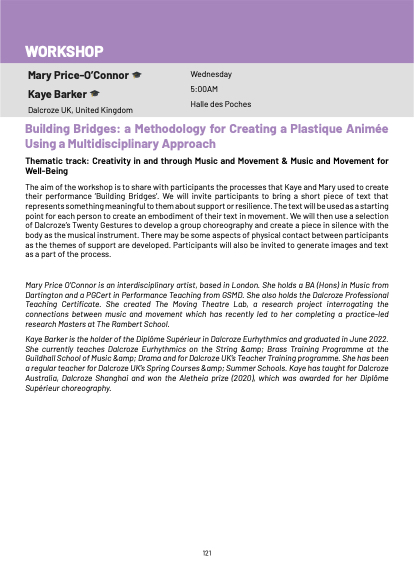 WORKSHOP
Mary Price-O'Connor
Kaye Barker
Dalcroze UK, United Kingdom
Wednesday
5:00AM
Halle des Poches
Building Bridges: a Methodology for Creating a Plastique Animée
Using a Multidisciplinary Approach
Thematic track: Creativity in and through Music and Movement & Music and Movement for
Well-Being
The aim of the workshop is to share with participants the processes that Kaye and Mary used to create
their performance 'Building Bridges'. We will invite participants to bring a short piece of text that
represents something meaningful to them about support or resilience. The text will be used as a starting
point for each person to create an embodiment of their text in movement. We will then use a selection
of Dalcroze's Twenty Gestures to develop a group choreography and create a piece in silence with the
body as the musical instrument. There may be some aspects of physical contact between participants
as the themes of support are developed. Participants will also be invited to generate images and text
as a part of the process.
Mary Price O'Connor is an interdisciplinary artist, based in London. She holds a BA (Hons) in Music from
Dartington and a PGCert in Performance Teaching from GSMD. She also holds the Dalcroze Professional
Teaching Certificate. She created The Moving Theatre Lab, a research project interrogating the
connections between music and movement which has recently led to her completing a practice-led
research Masters at The Rambert School.
Kaye Barker is the holder of the Diplôme Supérieur in Dalcroze Eurhythmics and graduated in June 2022.
She currently teaches Dalcroze Eurhythmics on the String &amp; Brass Training Programme at the
Guildhall School of Music &amp; Drama and for Dalcroze UK's Teacher Training programme. She has been
a regular teacher for Dalcroze UK's Spring Courses &amp; Summer Schools. Kaye has taught for Dalcroze
Australia, Dalcroze Shanghai and won the Aletheia prize (2020), which was awarded for her Diplôme
Supérieur choreography.
121